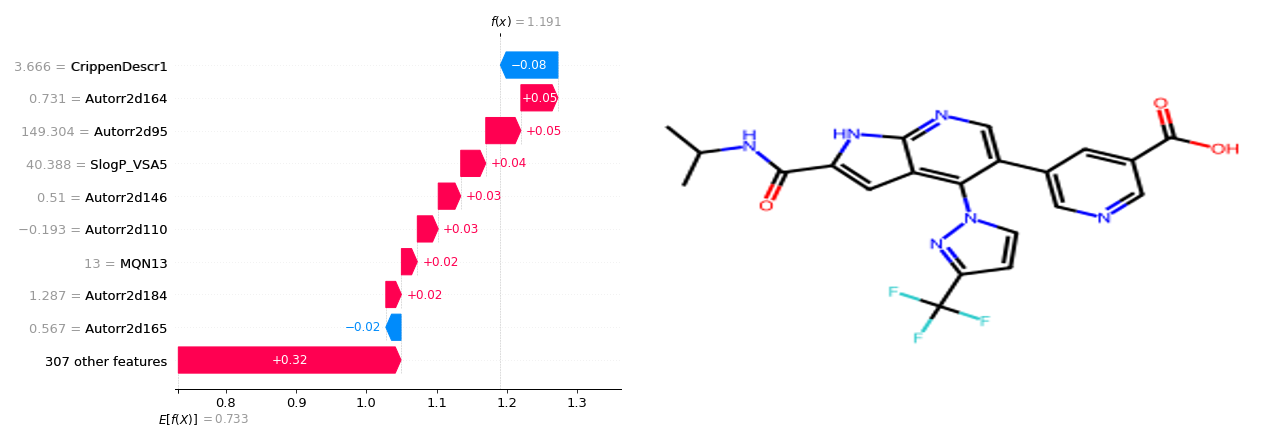 f(x) = 1.191
3.666 = CrippenDescr1
−0.08
0.731 = Autorr2d164
+0.05
149.304 = Autorr2d95
+0.05
40.388 = SlogP_VSA5
+0.04
0.51 = Autorr2d146
+0.03
−0.193 = Autorr2d110
+0.03
13 = MQN13
+0.02
1.287 = Autorr2d184
+0.02
0.567 = Autorr2d165
−0.02
307 other features
+0.32
0.8 0.9 1.0 1.1 1.2 1.3
E[f(X)] = 0.733
O
N
HN
H
N
OH
O
N
N
N
F
F
F